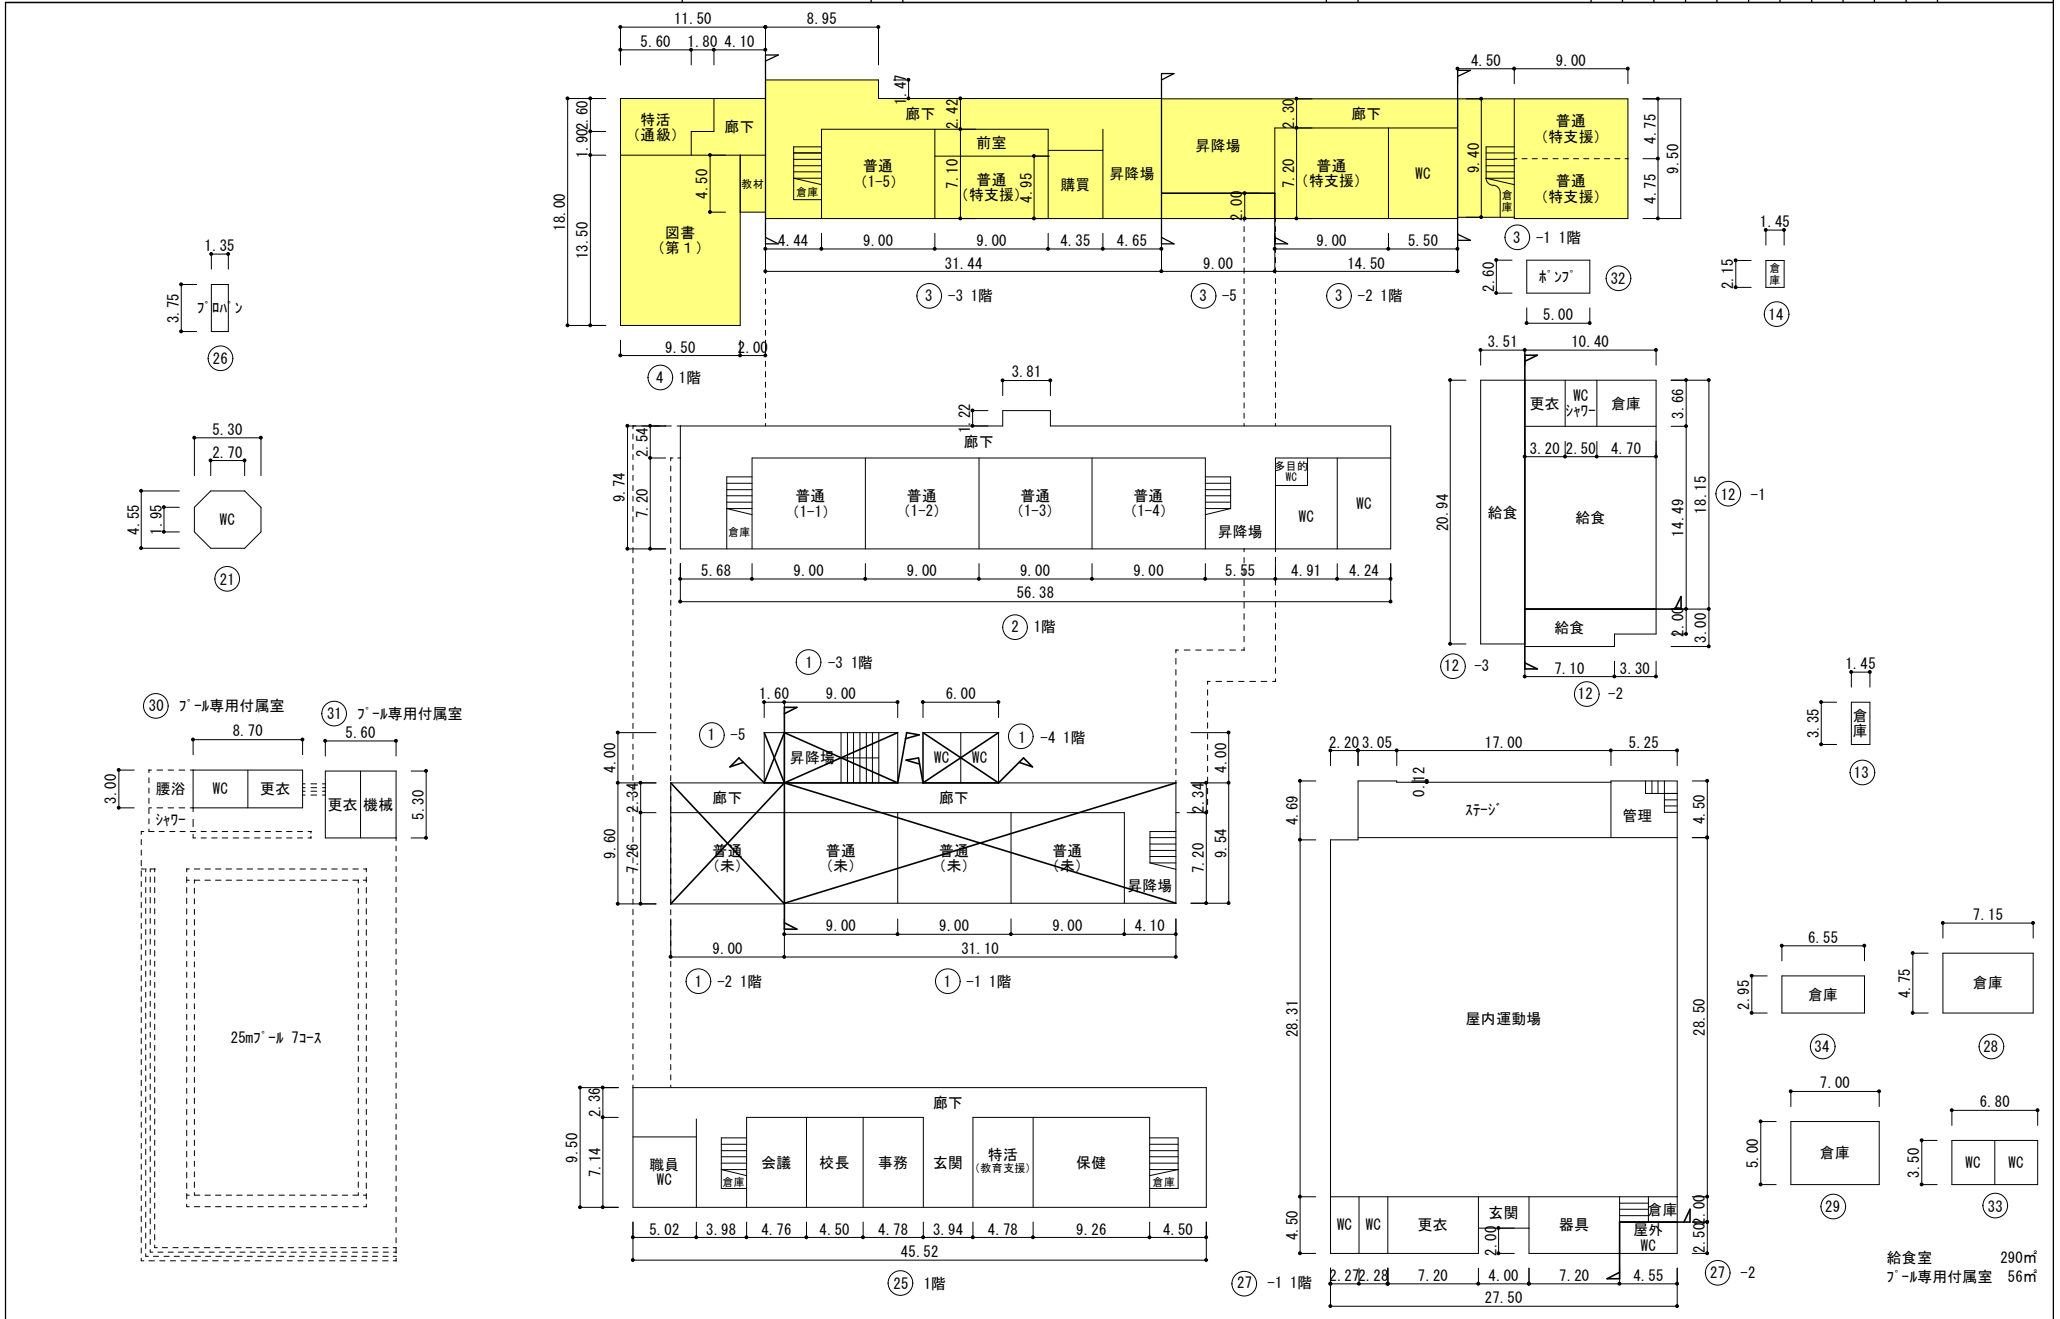 11.50
8.95
5.60
1.80
4.10
4.50
9.00
1.47
2.60
1.90
18.00
13.50
特活
(通級)
廊下
廊下
2.42
前室
昇降場
2.30
廊下
9.40
普通
(特支援)
4.75
9.50
4.50
教材
倉庫
普通
(1-5)
7.10
普通
(特支援)
4.95
購買
昇降場
7.20
普通
(特支援)
WC
倉庫
普通
(特支援)
4.75
2.00
図書
(第１)
4.44
9.00
9.00
4.35
4.65
9.00
5.50
31.44
9.00
14.50
3 -1 1階
3 -3 1階
3 -5
3 -2 1階
9.50
2.00
4 1階
1.35
3.75
ﾌﾟﾛﾊﾟﾝ
26
2.60
ﾎﾟﾝﾌﾟ
32
5.00
1.45
2.15
倉庫
14
5.30
2.70
4.55
1.95
WC
21
3.81
1.22
2.54
9.74
7.20
廊下
倉庫
普通
(1-1)
普通
(1-2)
普通
(1-3)
普通
(1-4)
昇降場
多目的
WC
WC
WC
5.68
9.00
9.00
9.00
9.00
5.55
4.91
4.24
56.38
2 1階
3.51
10.40
更衣
WC
ｼｬﾜｰ
倉庫
3.66
3.20
2.50
4.70
20.94
給食
給食
14.49
18.15
12 -1
給食
2.00
3.00
12 -3
7.10
3.30
12 -2
1.45
3.35
倉庫
13
30 ﾌﾟｰﾙ専用付属室
31 ﾌﾟｰﾙ専用付属室
8.70
5.60
3.00
腰浴
WC
更衣
更衣
機械
5.30
ｼｬﾜｰ
25mﾌﾟｰﾙ 7ｺｰｽ
1 -3 1階
1.60
9.00
6.00
1 -5
1 -4 1階
4.00
昇降場
WC
WC
4.00
2.34
廊下
廊下
2.34
9.60
7.26
普通
(未)
普通
(未)
普通
(未)
普通
(未)
昇降場
7.20
9.54
9.00
9.00
9.00
4.10
9.00
31.10
1 -2 1階
1 -1 1階
2.36
9.50
7.14
廊下
職員
WC
倉庫
会議
校長
事務
玄関
特活
(教育支援)
保健
倉庫
5.02
3.98
4.76
4.50
4.78
3.94
4.78
9.26
4.50
45.52
25 1階
2.20
3.05
17.00
5.25
4.69
0.12
ｽﾃｰｼﾞ
管理
4.50
28.31
屋内運動場
28.50
4.50
WC
WC
更衣
玄関
2.00
器具
倉庫
屋外
WC
2.00
2.50
2.27
2.28
7.20
4.00
7.20
4.55
27.50
27 -1 1階
27 -2
6.55
2.95
倉庫
34
7.15
4.75
倉庫
28
7.00
5.00
倉庫
29
6.80
3.50
WC
WC
33
給食室 290㎡
ﾌﾟｰﾙ専用付属室 56㎡